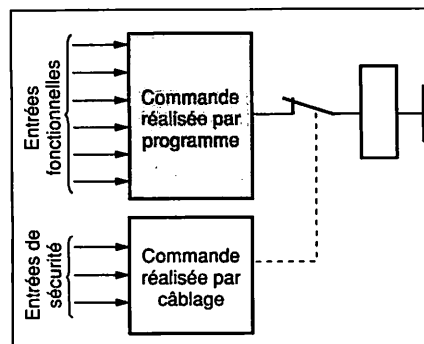 Entrées
fonctionnelles
Commande
réalisée par
programme
Entrées de
sécurité
Commande
réalisée par
câblage